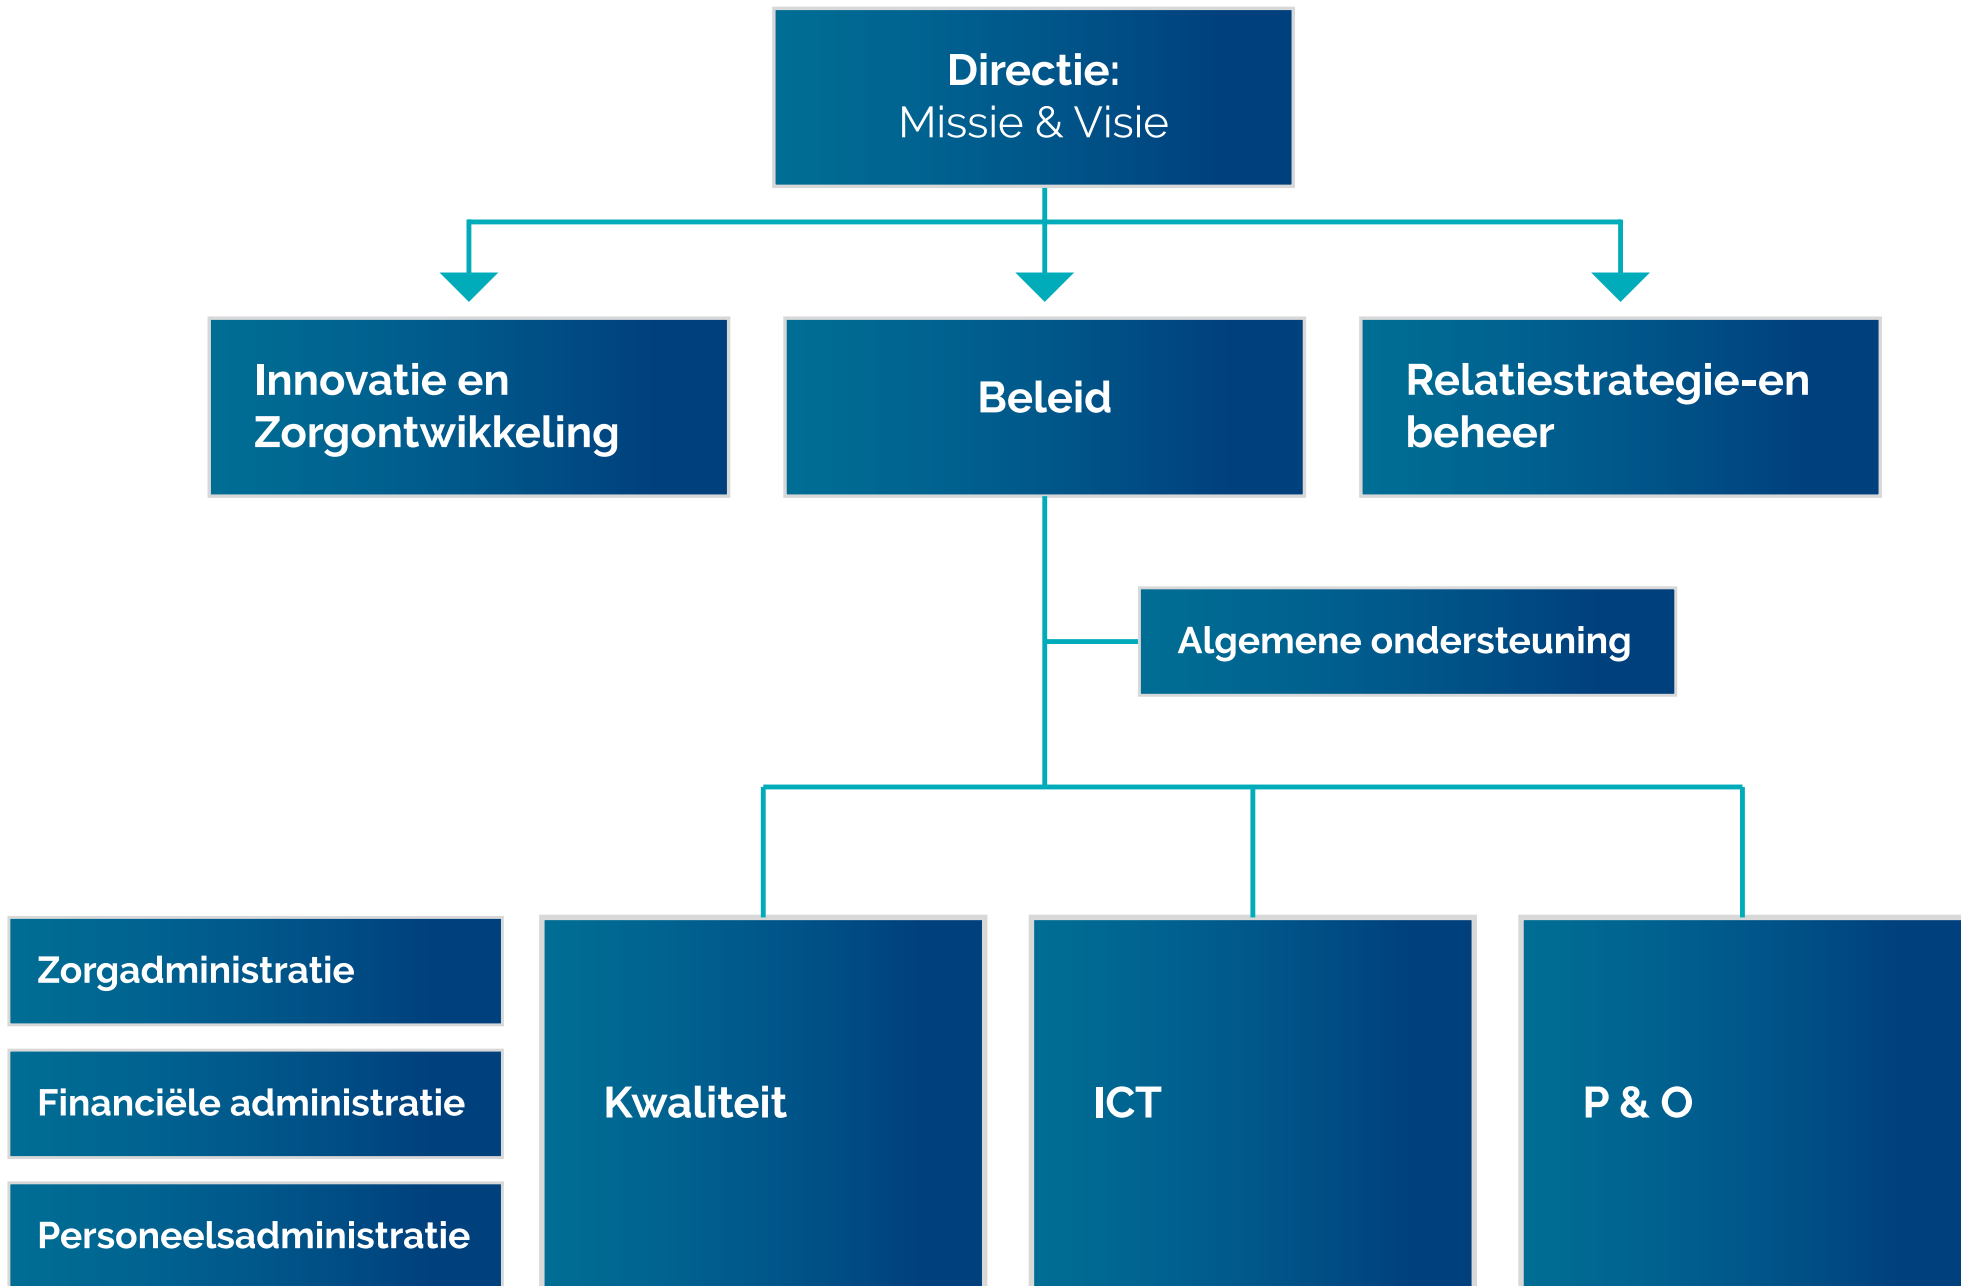 Directie:
Missie & Visie
Innovatie en
Zorgontwikkeling
Beleid
Relatiestrategie-en
beheer
Algemene ondersteuning
Zorgadministratie
Financiële administratie
Personeelsadministratie
Kwaliteit
ICT
P & O